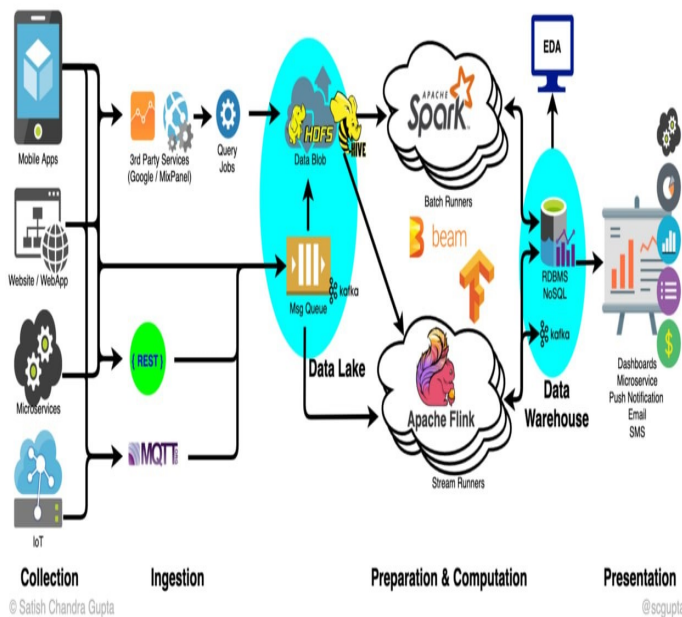 Mobile Apps
Website / WebApp
Microservices
IoT
3rd Party Services
(Google / MixPanel)
Query
Jobs
{ REST }
MQTT
HDFS
Data Blob
HIVE
Msg Queue
kafka
Data Lake
APACHE
Spark
Batch Runners
beam
Apache Flink
Stream Runners
EDA
RDBMS
NoSQL
kafka
Data
Warehouse
Dashboards
Microservice
Push Notification
Email
SMS
Collection
Ingestion
Preparation & Computation
Presentation
© Satish Chandra Gupta
@scgupta